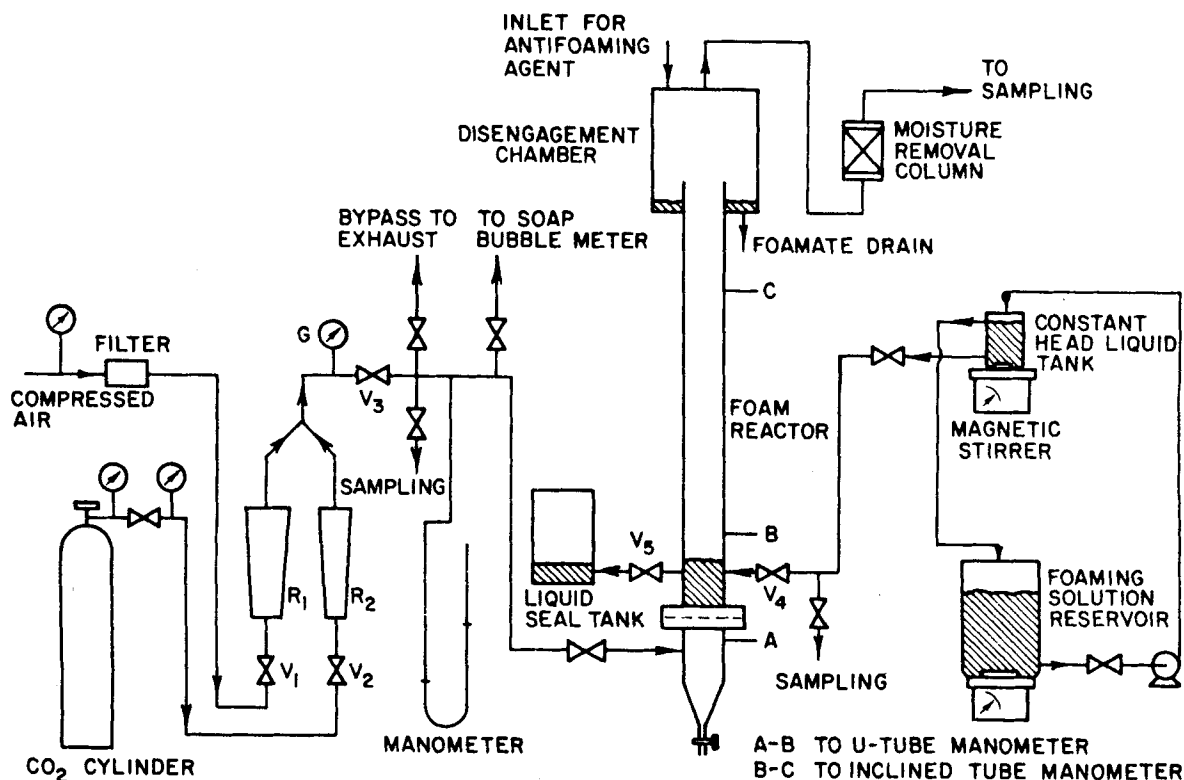 INLET FOR
ANTIFOAMING
AGENT
TO
SAMPLING
DISENGAGEMENT
CHAMBER
MOISTURE
REMOVAL
COLUMN
BYPASS TO
EXHAUST
TO SOAP
BUBBLE METER
FOAMATE DRAIN
C
G
FILTER
CONSTANT
HEAD LIQUID
TANK
COMPRESSED
AIR
V3
FOAM
REACTOR
MAGNETIC
STIRRER
SAMPLING
B
V5
R1
R2
V4
LIQUID
SEAL TANK
FOAMING
SOLUTION
RESERVOIR
A
V1
V2
SAMPLING
MANOMETER
A-B TO U-TUBE MANOMETER
CO2 CYLINDER
B-C TO INCLINED TUBE MANOMETER